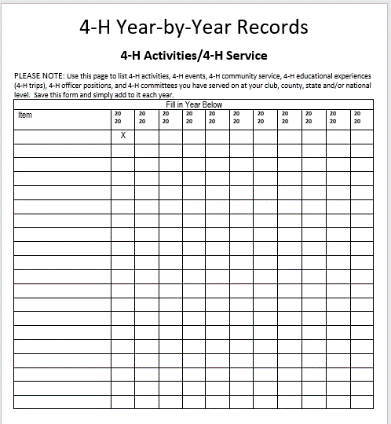 4-H Year-by-Year Records
4-H Activities/4-H Service
PLEASE NOTE: Use this page to list 4-H activities, 4-H events, 4-H community service, 4-H educational experiences
(4-H trips), 4-H officer positions, and 4-H committees you have served on at your club, county, state and/or national
level. Save this form and simply add to it each year.
Fill in Year Below
Item 20 20 20 20 20 20 20 20 20 20 20
20 20 20 20 20 20 20 20 20 20 20
X